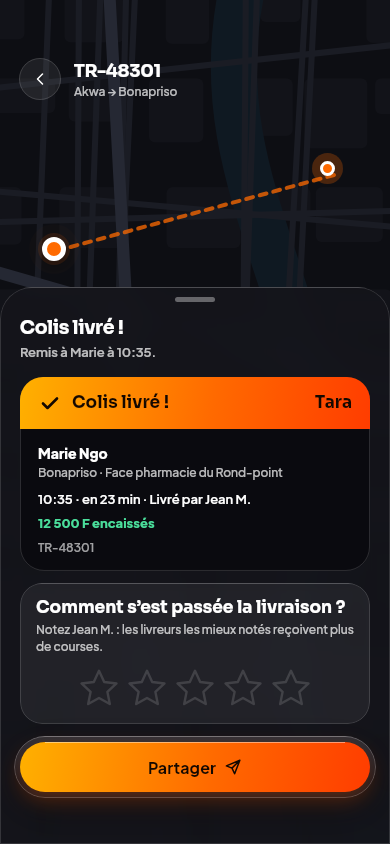 TR-48301
Akwa → Bonapriso
Colis livré !
Remis à Marie à 10:35.
Colis livré ! Tara
Marie Ngo
Bonapriso · Face pharmacie du Rond-point
10:35 · en 23 min · Livré par Jean M.
12 500 F encaissés
TR-48301
Comment s’est passée la livraison ?
Notez Jean M. : les livreurs les mieux notés reçoivent plus
de courses.
Partager